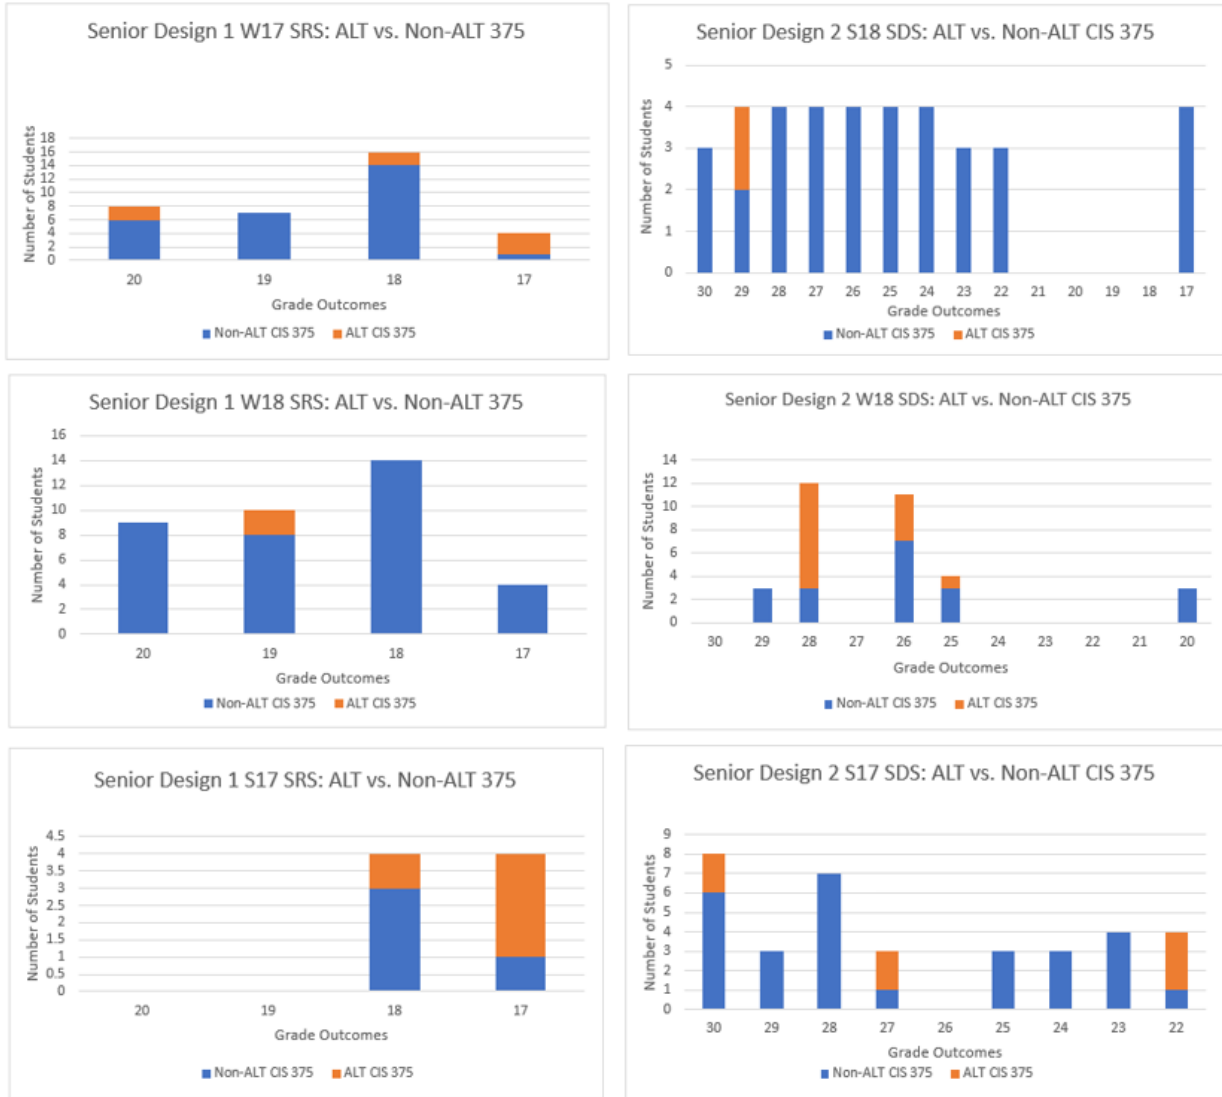 Senior Design 1 W17 SRS: ALT vs. Non-ALT 375
Number of Students
18
16
14
12
10
8
6
4
2
0
20 19 18 17
Grade Outcomes
Non-ALT CIS 375 ALT CIS 375
Senior Design 2 S18 SDS: ALT vs. Non-ALT CIS 375
Number of Students
5
4
3
2
1
0
30 29 28 27 26 25 24 23 22 21 20 19 18 17
Grade Outcomes
Non-ALT CIS 375 ALT CIS 375
Senior Design 1 W18 SRS: ALT vs. Non-ALT 375
Number of Students
16
14
12
10
8
6
4
2
0
20 19 18 17
Grade Outcomes
Non-ALT CIS 375 ALT CIS 375
Senior Design 2 W18 SDS: ALT vs. Non-ALT CIS 375
Number of Students
14
12
10
8
6
4
2
0
30 29 28 27 26 25 24 23 22 21 20
Grade Outcomes
Non-ALT CIS 375 ALT CIS 375
Senior Design 1 S17 SRS: ALT vs. Non-ALT 375
Number of Students
4.5
4
3.5
3
2.5
2
1.5
1
0.5
0
20 19 18 17
Grade Outcomes
Non-ALT CIS 375 ALT CIS 375
Senior Design 2 S17 SDS: ALT vs. Non-ALT CIS 375
Number of Students
9
8
7
6
5
4
3
2
1
0
30 29 28 27 26 25 24 23 22
Grade Outcomes
Non-ALT CIS 375 ALT CIS 375